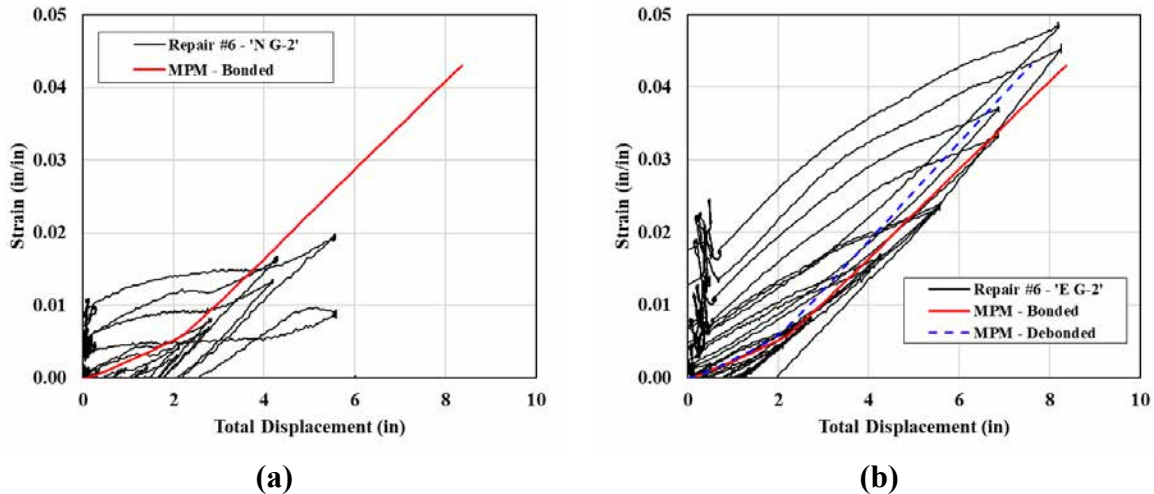 0.05
0.04
0.03
0.02
0.01
0.00
Strain (in/in)
Repair #6 - 'N G-2'
MPM - Bonded
0 2 4 6 8 10
Total Displacement (in)
(a)
0.05
0.04
0.03
0.02
0.01
0.00
Strain (in/in)
Repair #6 - 'E G-2'
MPM - Bonded
MPM - Debonded
0 2 4 6 8 10
Total Displacement (in)
(b)